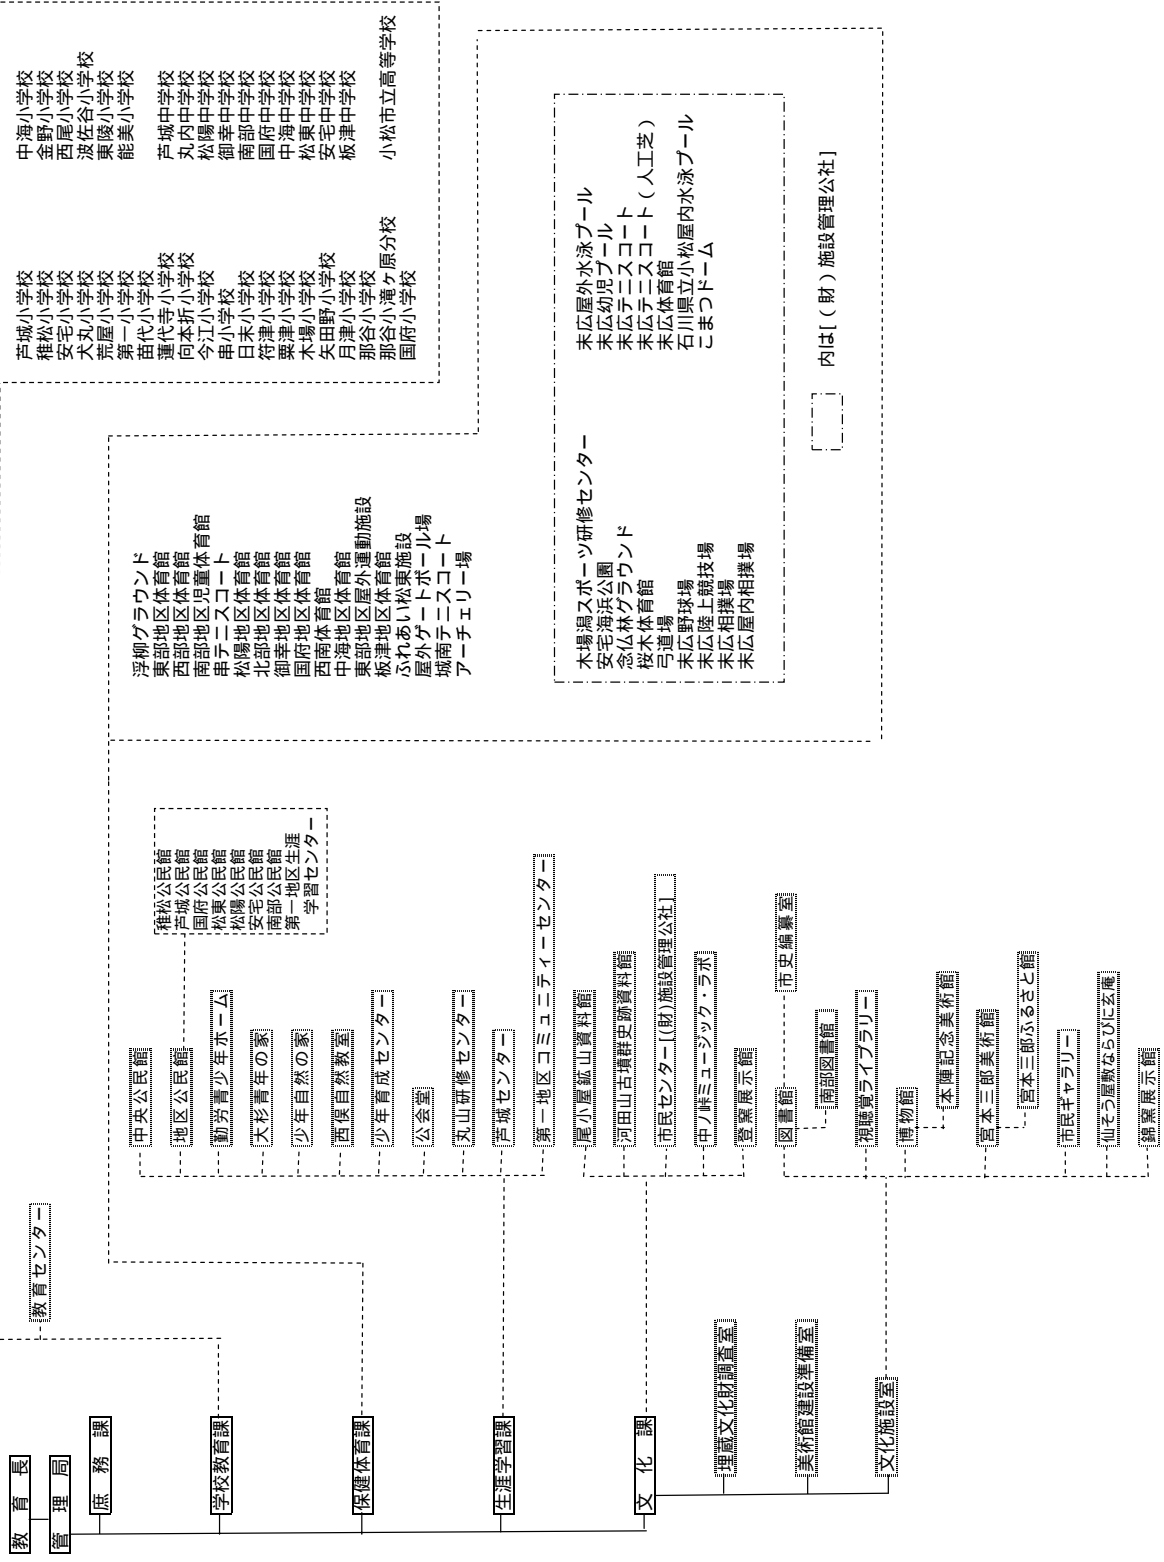 教育長
管理局
庶務課
学校教育課
保健体育課
生涯学習課
文化課
埋蔵文化財調査室
美術館建設準備室
文化施設室
教育センター
中央公民館
地区公民館
勤労青少年ホーム
大杉青年の家
少年自然の家
西俣自然教室
少年育成センター
公会堂
丸山研修センター
芦城センター
第一地区コミュニティーセンター
尾小屋鉱山資料館
河田山古墳群史跡資料館
市民センター[(財)施設管理公社]
中ノ峠ミュージック・ラボ
登窯展示館
図書館
南部図書館
市史編纂室
視聴覚ライブラリー
博物館
本陣記念美術館
宮本三郎美術館
宮本三郎ふるさと館
市民ギャラリー
仙そう屋敷ならびに玄庵
錦窯展示館
稚松公民館
芦城公民館
国府公民館
松東公民館
松陽公民館
安宅公民館
南部公民館
第一地区生涯
学習センター
浮柳グラウンド
東部地区体育館
西部地区体育館
南部地区児童体育館
串テニスコート
松陽地区体育館
北部地区体育館
御幸地区体育館
国府地区体育館
西南体育館
中海地区体育館
東部地区屋外運動施設
板津地区体育館
ふれあい松東施設
屋外ゲートボール場
城南テニスコート
アーチェリー場
木場潟スポーツ研修センター
安宅海浜公園
念仏林グラウンド
桜木体育館
弓道場
末広野球場
末広陸上競技場
末広相撲場
末広屋内相撲場
末広屋外水泳プール
末広幼児プール
末広テニスコート
末広テニスコート(人工芝)
末広体育館
石川県立小松屋内水泳プール
こまつドーム
内は[(財)施設管理公社]
芦城小学校
稚松小学校
安宅小学校
犬丸小学校
荒屋小学校
第一小学校
苗代小学校
蓮代寺小学校
向本折小学校
今江小学校
串小学校
日末小学校
符津小学校
粟津小学校
木場小学校
矢田野小学校
月津小学校
那谷小学校
那谷小滝ヶ原分校
国府小学校
中海小学校
金野小学校
西尾小学校
波佐谷小学校
東陵小学校
能美小学校
芦城中学校
丸内中学校
松陽中学校
御幸中学校
南部中学校
国府中学校
中海中学校
松東中学校
安宅中学校
板津中学校
小松市立高等学校